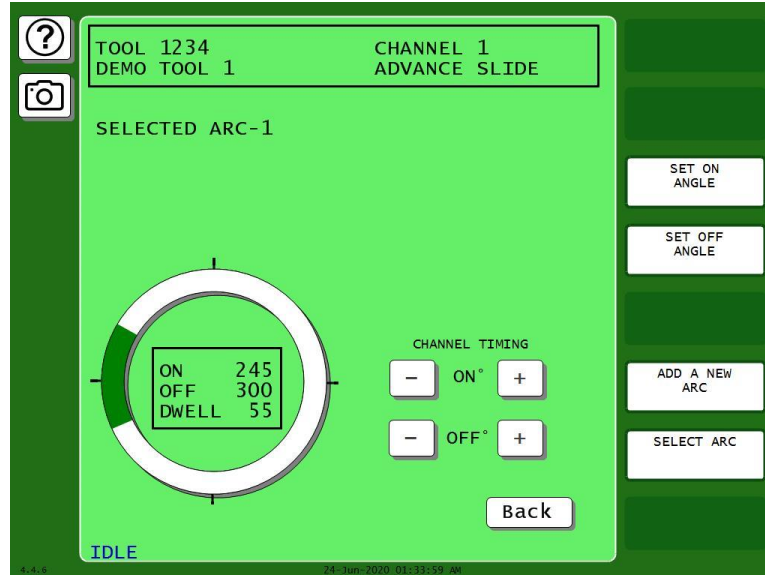 ?
TOOL 1234 CHANNEL 1
DEMO TOOL 1 ADVANCE SLIDE
SELECTED ARC-1
SET ON
ANGLE
SET OFF
ANGLE
ON 245
OFF 300
DWELL 55
CHANNEL TIMING
- ON° +
- OFF° +
ADD A NEW
ARC
SELECT ARC
Back
IDLE
4.4.6 24-Jun-2020 01:33:59 AM